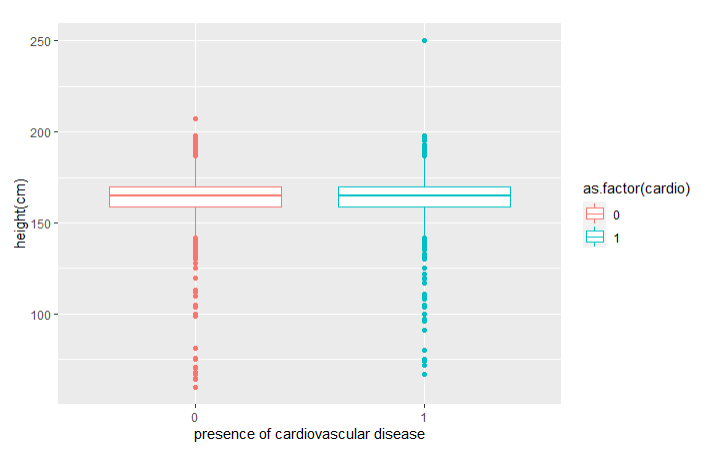 250
200
150
100
height(cm)
0
1
presence of cardiovascular disease
as.factor(cardio)
0
1